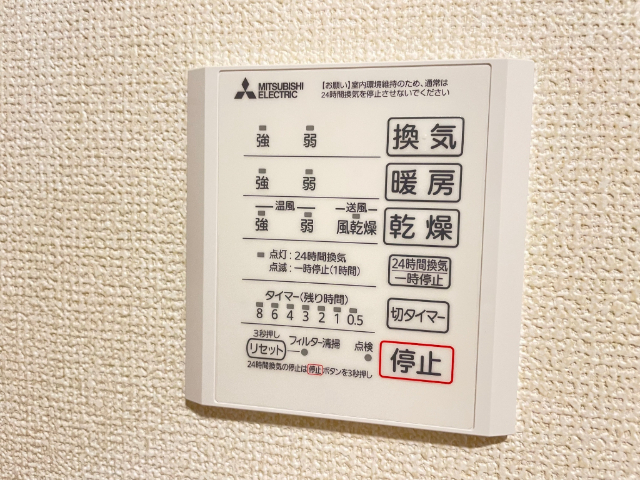 MITSUBISHI
ELECTRIC
【お願い】室内環境維持のため、通常は
24時間換気を停止させないでください
強 弱 換気
強 弱 暖房
温風 送風
強 弱 風乾燥 乾燥
点灯:24時間換気
点滅:一時停止(1時間)
24時間換気
一時停止
タイマー(残り時間)
8 6 4 3 2 1 0.5
切タイマー
3秒押し
リセット フィルター清掃 点検
停止
24時間換気の停止は停止ボタンを3秒押し